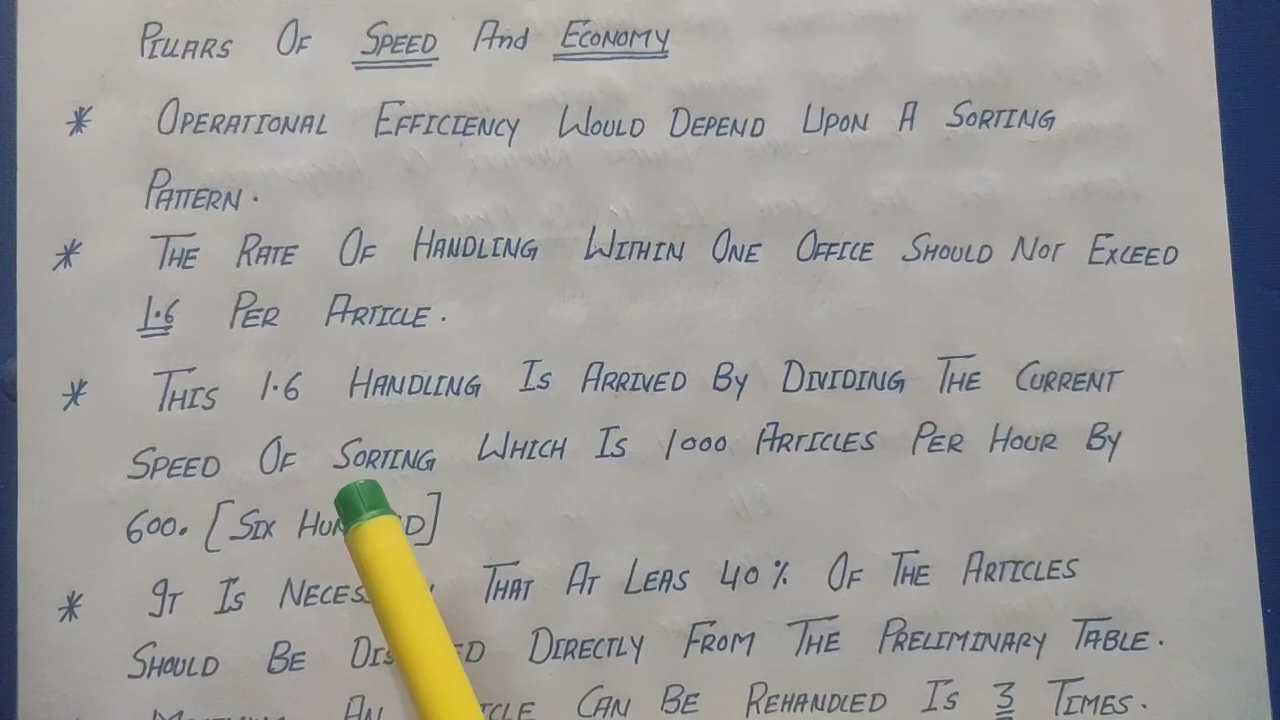 PILLARS OF SPEED And ECONOMY
* OPERATIONAL EFFICIENCY WOULD DEPEND UPON A SORTING
PATTERN.
* THE RATE OF HANDLING WITHIN ONE OFFICE SHOULD NOT EXCEED
1.6 PER ARTICLE.
* THIS 1.6 HANDLING IS ARRIVED BY DIVIDING THE CURRENT
SPEED OF SORTING WHICH IS 1000 ARTICLES PER HOUR BY
600. [SIX
* IT IS THAT AT LEAS 40% OF THE ARTICLES
SHOULD BE DIRECTLY FROM THE PRELIMINARY TABLE.
AN CAN BE REHANDLED IS 3 TIMES.